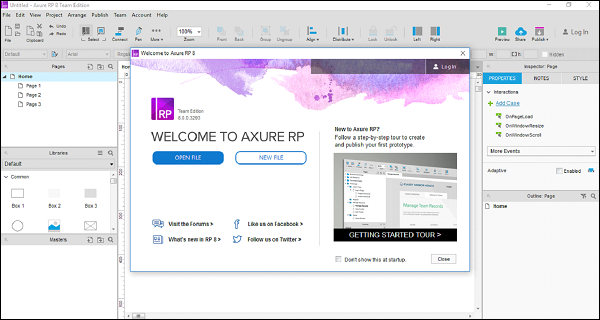 Untitled - Axure RP 8 Team Edition
File Edit View Project Arrange Publish Team Account Help
File Clipboard Select Connect Pen More 100% Zoom Front Back Group Ungroup Align Distribute Lock Unlock Left Right Preview Share Publish Log In
Default Arial w: h: Hidden
Pages
Home
Page 1
Page 2
Page 3
Libraries
Default
Common
Box 1 Box 2 Box 3
Masters
Welcome to Axure RP 8
Log In
RP
Team Edition
8.0.0.3293
WELCOME TO AXURE RP
OPEN FILE NEW FILE
Visit the Forums > Like us on Facebook >
What's new in RP 8 > Follow us on Twitter >
New to Axure RP?
Follow a step-by-step tour to create
and publish your first prototype.
Manage Team Records
GETTING STARTED TOUR >
Don't show this at startup. Close
Inspector: Page
PROPERTIES NOTES STYLE
Interactions
Add Case
OnPageLoad
OnWindowResize
OnWindowScroll
More Events
Adaptive Enabled
Outline: Page
Home